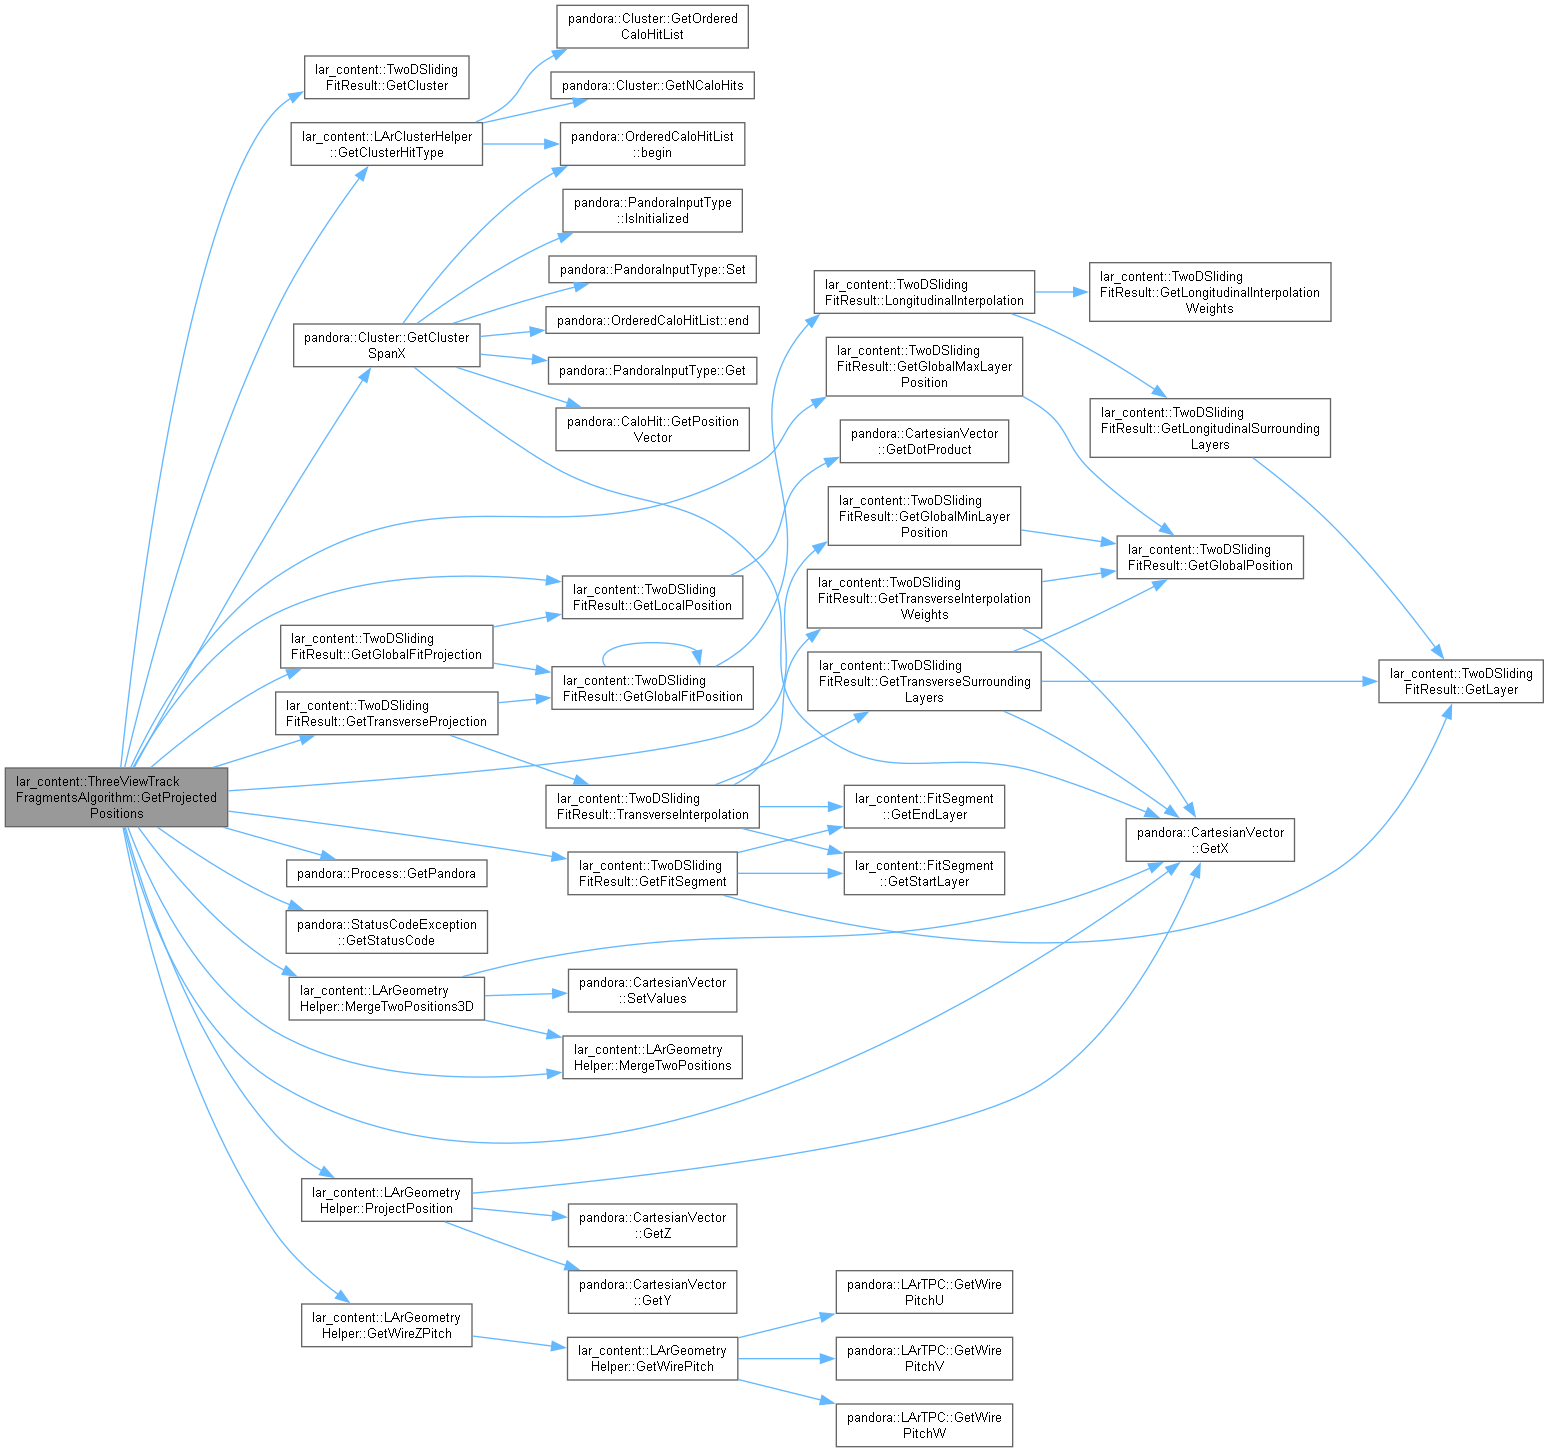 lar_content::ThreeViewTrack
FragmentsAlgorithm::GetProjected
Positions
lar_content::TwoDSliding
FitResult::GetCluster
lar_content::LArClusterHelper
::GetClusterHitType
pandora::Cluster::GetCluster
SpanX
lar_content::TwoDSliding
FitResult::GetGlobalFitProjection
lar_content::TwoDSliding
FitResult::GetTransverseProjection
pandora::Process::GetPandora
pandora::StatusCodeException
::GetStatusCode
lar_content::LArGeometry
Helper::MergeTwoPositions3D
lar_content::LArGeometry
Helper::ProjectPosition
lar_content::LArGeometry
Helper::GetWireZPitch
pandora::Cluster::GetOrdered
CaloHitList
pandora::Cluster::GetNCaloHits
pandora::OrderedCaloHitList
::begin
pandora::PandoraInputType
::IsInitialized
pandora::PandoraInputType::Set
pandora::OrderedCaloHitList::end
pandora::PandoraInputType::Get
pandora::CaloHit::GetPosition
Vector
lar_content::TwoDSliding
FitResult::GetLocalPosition
lar_content::TwoDSliding
FitResult::GetGlobalFitPosition
lar_content::TwoDSliding
FitResult::TransverseInterpolation
lar_content::TwoDSliding
FitResult::GetFitSegment
pandora::CartesianVector
::SetValues
lar_content::LArGeometry
Helper::MergeTwoPositions
pandora::CartesianVector
::GetZ
pandora::CartesianVector
::GetY
lar_content::LArGeometry
Helper::GetWirePitch
lar_content::TwoDSliding
FitResult::LongitudinalInterpolation
lar_content::TwoDSliding
FitResult::GetGlobalMaxLayer
Position
pandora::CartesianVector
::GetDotProduct
lar_content::TwoDSliding
FitResult::GetGlobalMinLayer
Position
lar_content::TwoDSliding
FitResult::GetTransverseInterpolation
Weights
lar_content::TwoDSliding
FitResult::GetTransverseSurrounding
Layers
lar_content::FitSegment
::GetEndLayer
lar_content::FitSegment
::GetStartLayer
pandora::LArTPC::GetWire
PitchU
pandora::LArTPC::GetWire
PitchV
pandora::LArTPC::GetWire
PitchW
lar_content::TwoDSliding
FitResult::GetLongitudinalInterpolation
Weights
lar_content::TwoDSliding
FitResult::GetLongitudinalSurrounding
Layers
lar_content::TwoDSliding
FitResult::GetGlobalPosition
pandora::CartesianVector
::GetX
lar_content::TwoDSliding
FitResult::GetLayer